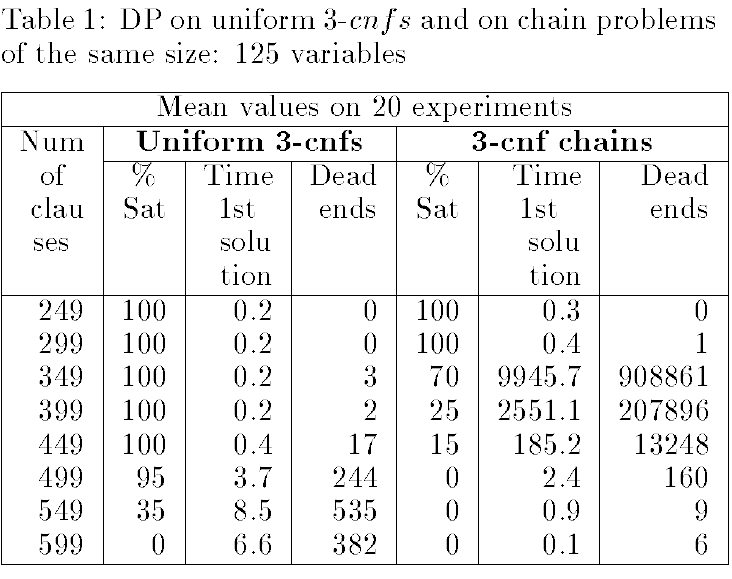 Table 1: DP on uniform 3-cnfs and on chain problems
of the same size: 125 variables
Mean values on 20 experiments
Num Uniform 3-cnfs 3-cnf chains
of % Time Dead % Time Dead
clau Sat 1st ends Sat 1st ends
ses solu solu
tion tion
249 100 0.2 0 100 0.3 0
299 100 0.2 0 100 0.4 1
349 100 0.2 3 70 9945.7 908861
399 100 0.2 2 25 2551.1 207896
449 100 0.4 17 15 185.2 13248
499 95 3.7 244 0 2.4 160
549 35 8.5 535 0 0.9 9
599 0 6.6 382 0 0.1 6